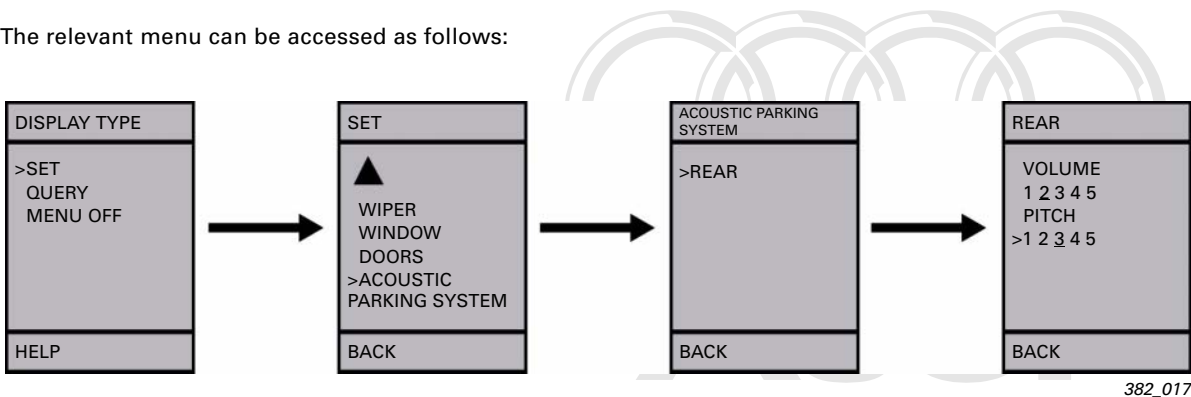 The relevant menu can be accessed as follows:
DISPLAY TYPE
>SET
QUERY
MENU OFF
HELP
SET
WIPER
WINDOW
DOORS
>ACOUSTIC
PARKING SYSTEM
BACK
ACOUSTIC PARKING
SYSTEM
>REAR
BACK
REAR
VOLUME
1 2 3 4 5
PITCH
>1 2 3 4 5
BACK
382_017